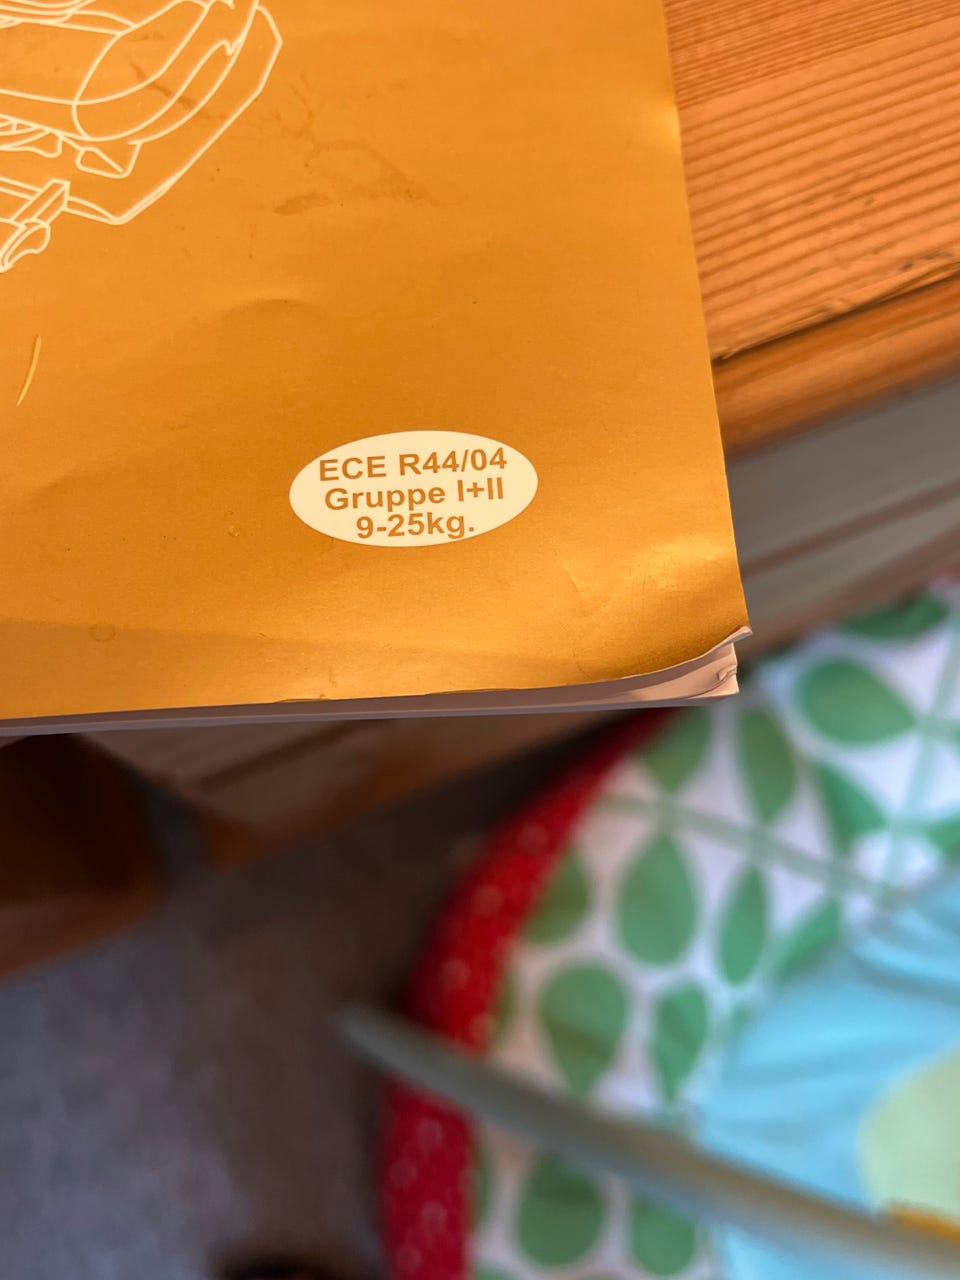 ECE R44/04
Gruppe I+II
9-25kg.